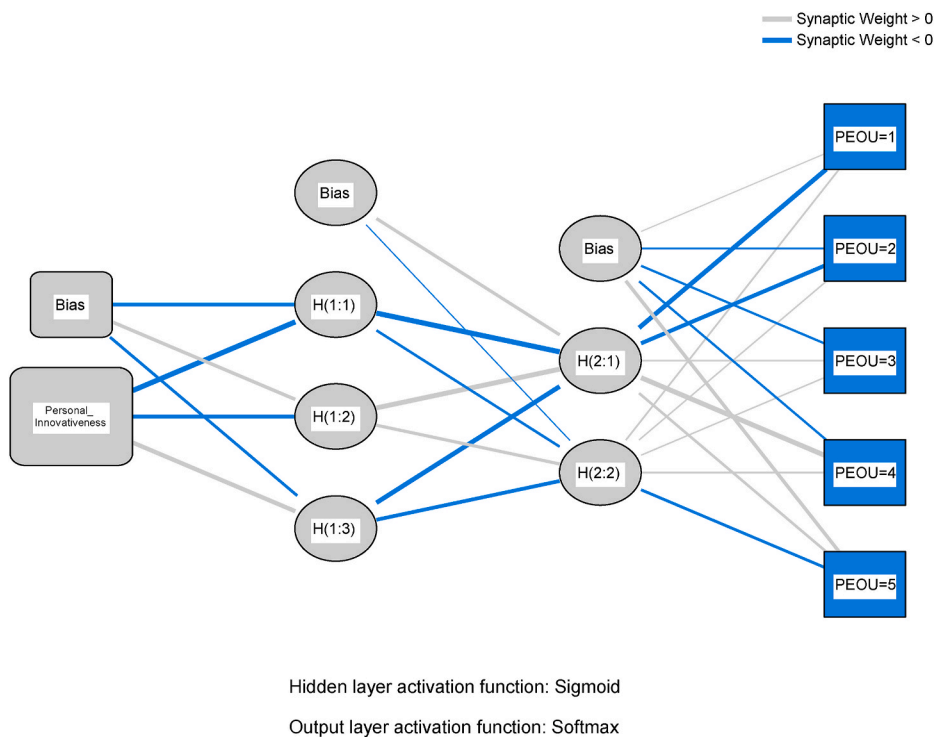 Synaptic Weight > 0
Synaptic Weight < 0
PEOU=1
Bias
Bias
PEOU=2
Bias
H(1:1)
H(2:1)
PEOU=3
Personal_
Innovativeness
H(1:2)
H(2:2)
PEOU=4
H(1:3)
PEOU=5
Hidden layer activation function: Sigmoid
Output layer activation function: Softmax